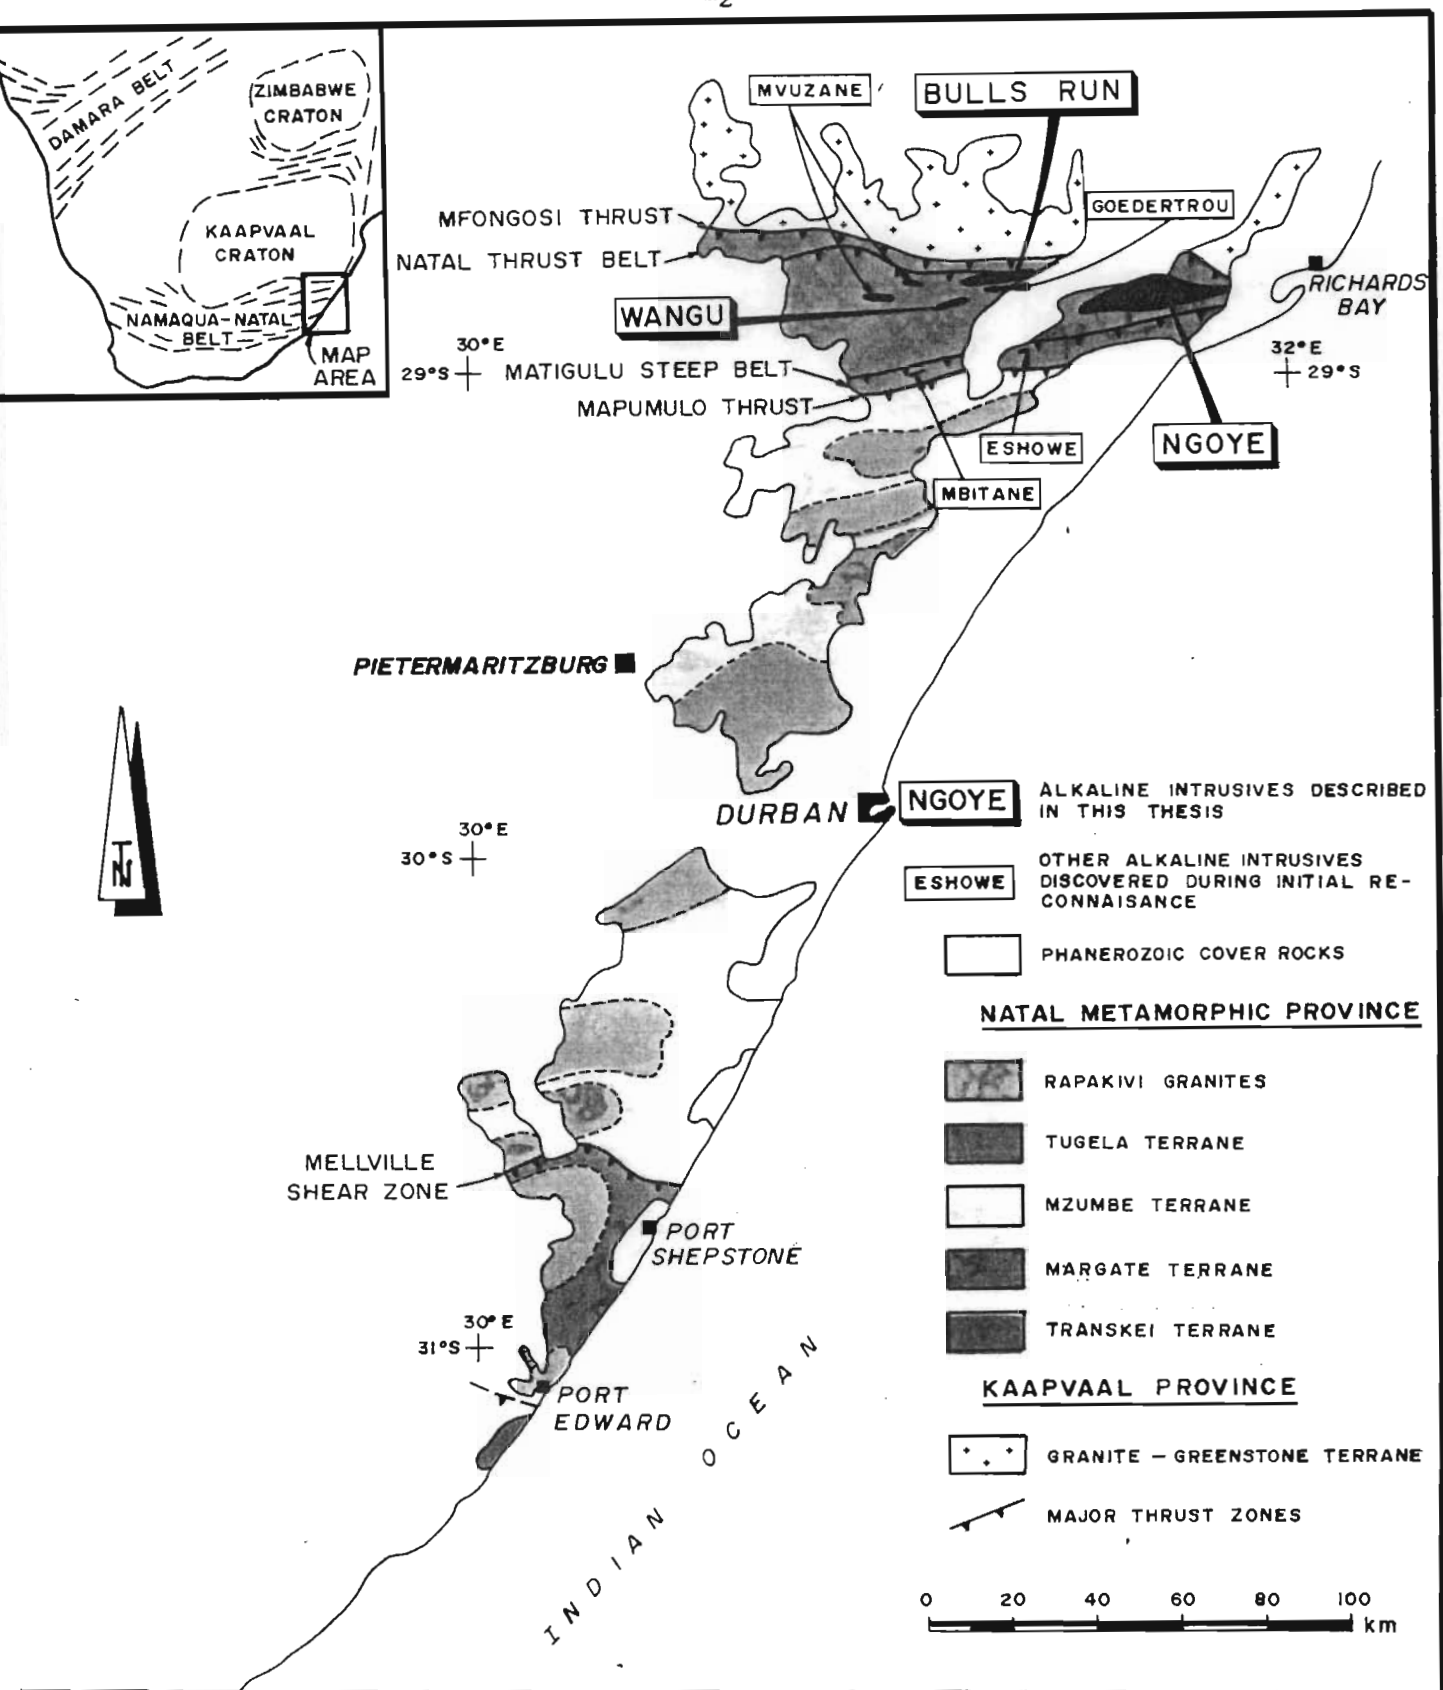 2
DAMARA BELT
ZIMBABWE
CRATON
KAAPVAAL
CRATON
NAMAQUA-NATAL
BELT
MAP
AREA
MVUZANE
BULLS RUN
GOEDERTROU
MFONGOSI THRUST
NATAL THRUST BELT
WANGU
RICHARDS
BAY
30°E
29°S
MATIGULU STEEP BELT
MAPUMULO THRUST
32°E
29°S
ESHOWE
NGOYE
MBITANE
PIETERMARITZBURG
TN
DURBAN
30°E
30°S
NGOYE
ALKALINE INTRUSIVES DESCRIBED
IN THIS THESIS
ESHOWE
OTHER ALKALINE INTRUSIVES
DISCOVERED DURING INITIAL RE-
CONNAISANCE
PHANEROZOIC COVER ROCKS
NATAL METAMORPHIC PROVINCE
RAPAKIVI GRANITES
TUGELA TERRANE
MZUMBE TERRANE
MARGATE TERRANE
TRANSKEI TERRANE
KAAPVAAL PROVINCE
GRANITE – GREENSTONE TERRANE
MAJOR THRUST ZONES
MELLVILLE
SHEAR ZONE
PORT
SHEPSTONE
30°E
31°S
PORT
EDWARD
INDIAN OCEAN
0 20 40 60 80 100
km